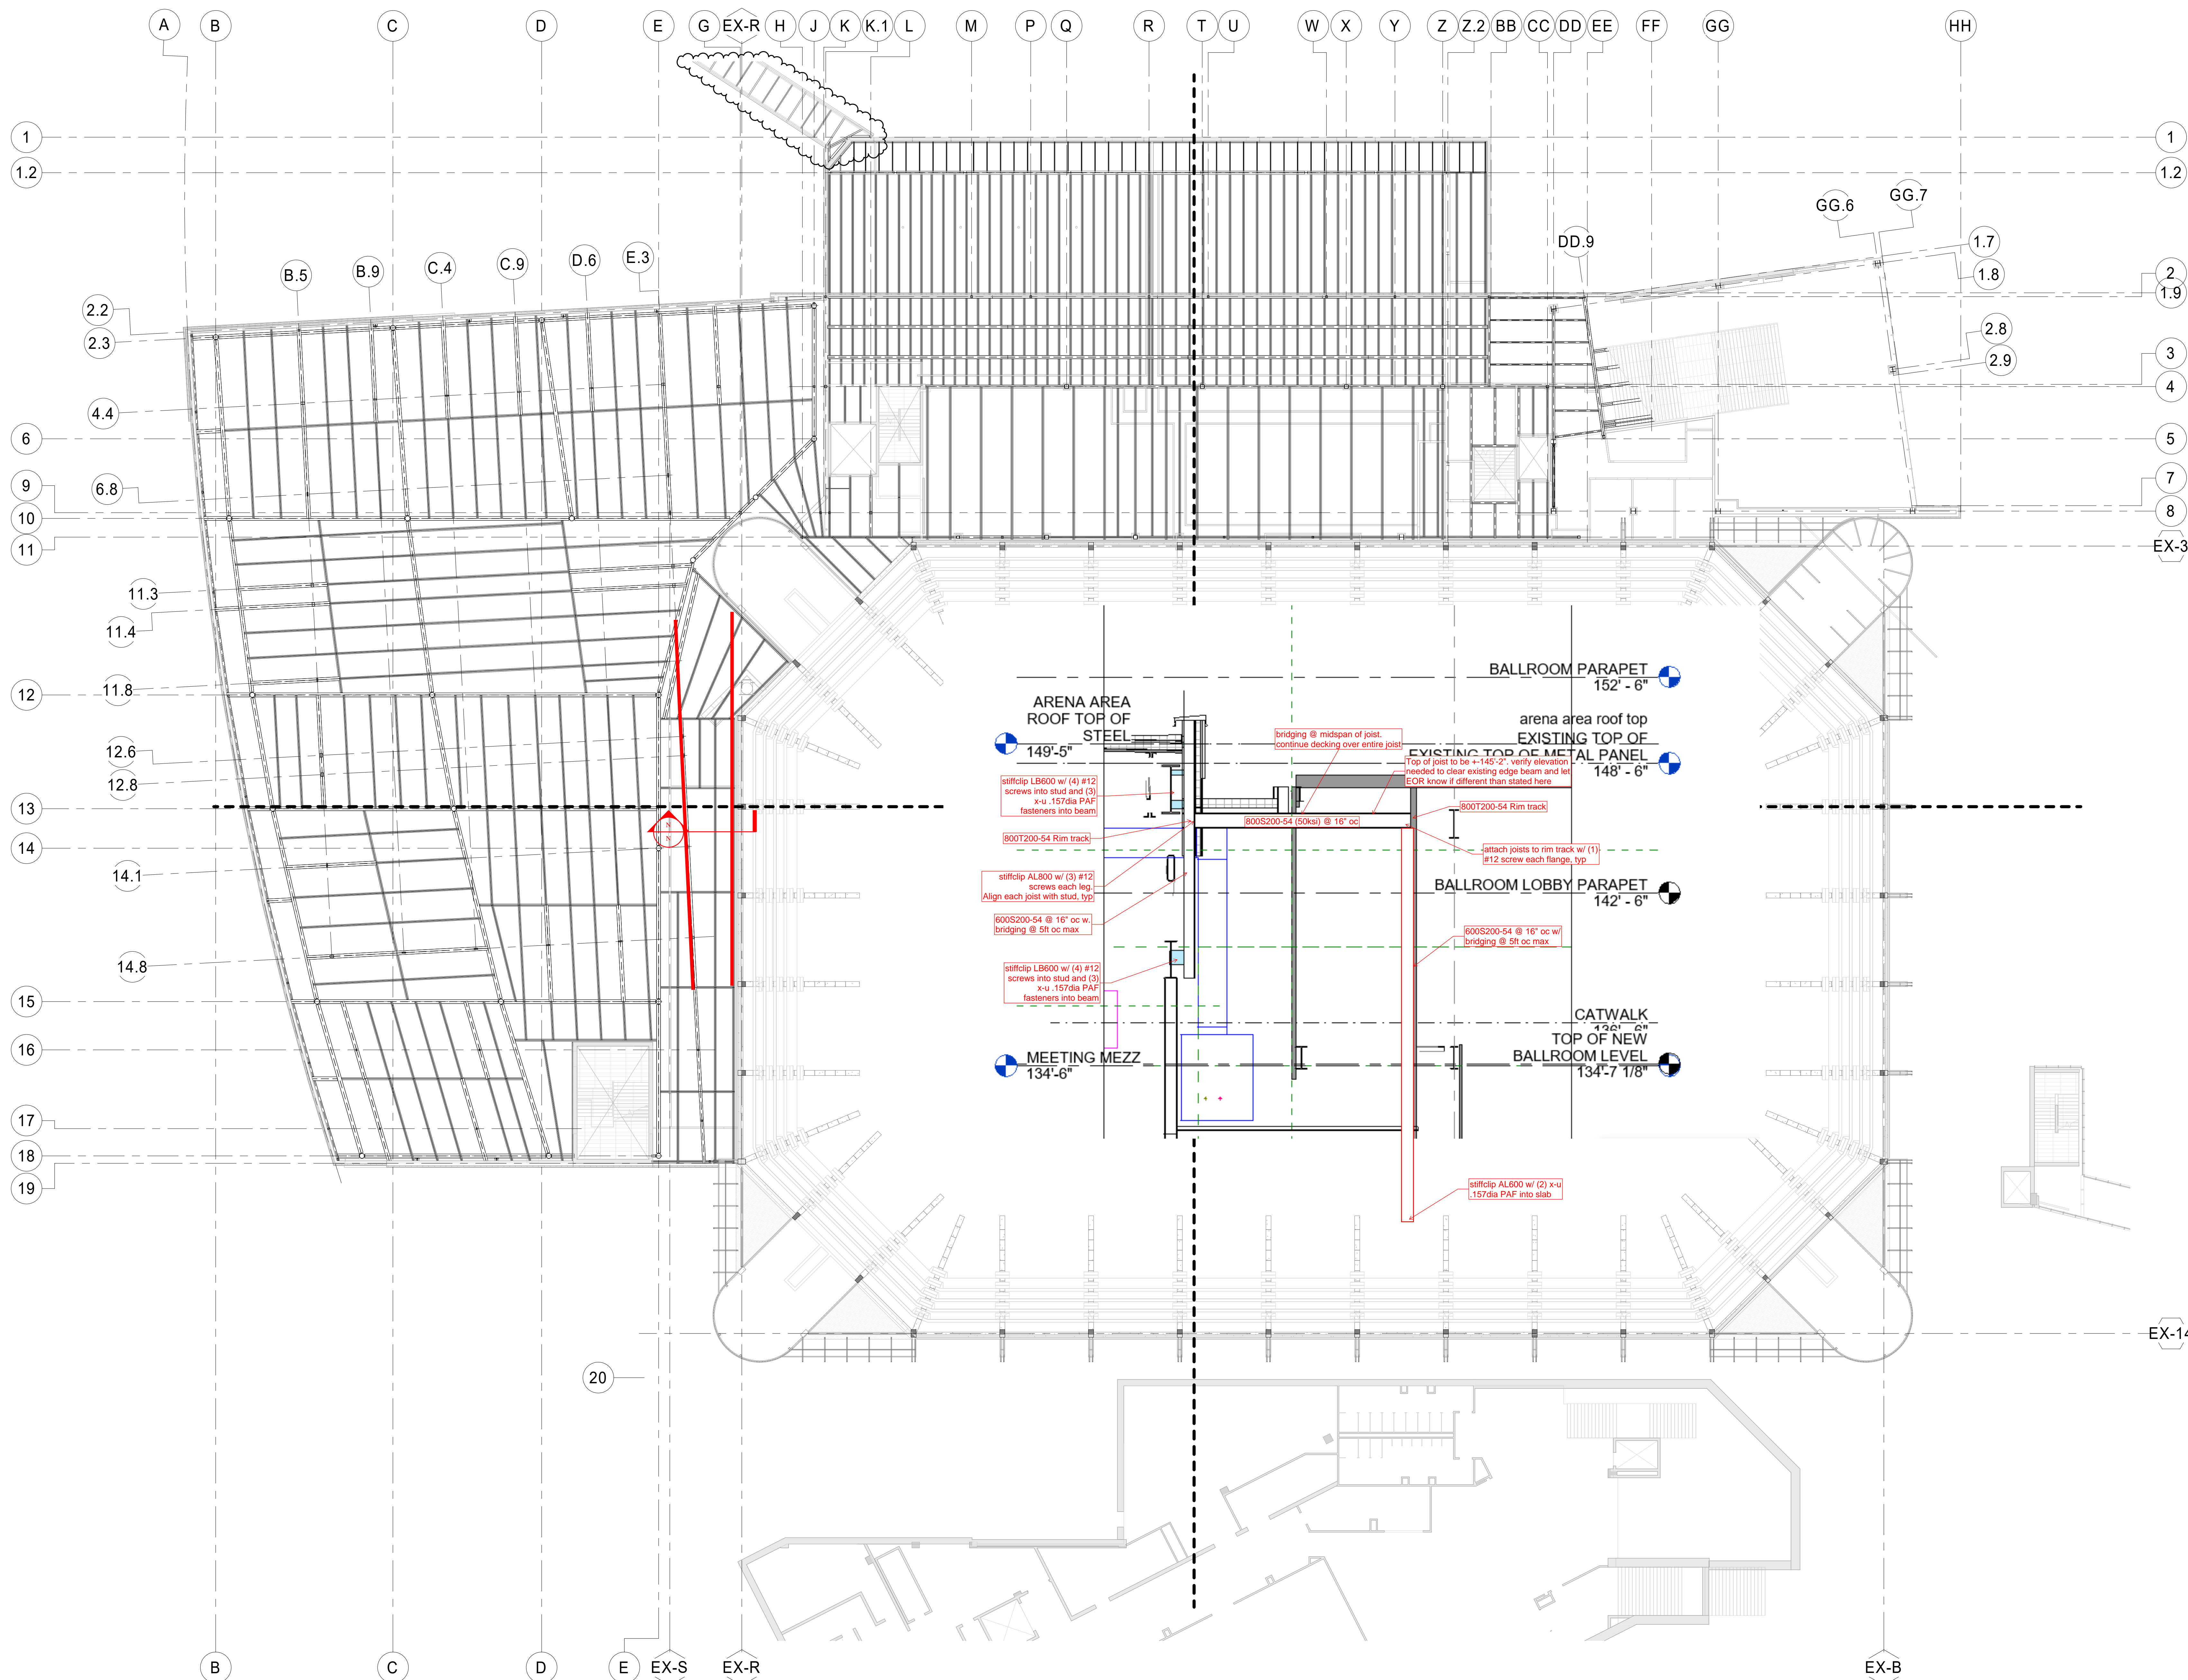 A
B
C
D
E
G
EX-R
H
J
K
K.1
L
M
P
Q
R
T
U
W
X
Y
Z
Z.2
BB
CC
DD
EE
FF
GG
HH
1
1
1.2
1.2
GG.6
GG.7
DD.9
1.7
1.8
2
1.9
2.8
2.9
3
4
5
7
8
EX-3
B.5
B.9
C.4
C.9
D.6
E.3
2.2
2.3
4.4
6
6.8
9
10
11
11.3
11.4
11.8
12
12.6
12.8
13
14
14.1
14.8
15
16
17
18
19
20
N
N
BALLROOM PARAPET
152' - 6"
ARENA AREA
ROOF TOP OF
STEEL
149'-5"
arena area roof top
EXISTING TOP OF
EXISTING TOP OF METAL PANEL
148' - 6"
bridging @ midspan of joist.
continue decking over entire joist
Top of joist to be +-145'-2". verify elevation
needed to clear existing edge beam and let
EOR know if different than stated here
stiffclip LB600 w/ (4) #12
screws into stud and (3)
x-u .157dia PAF
fasteners into beam
800T200-54 Rim track
800S200-54 (50ksi) @ 16" oc
800T200-54 Rim track
attach joists to rim track w/ (1)
#12 screw each flange, typ
stiffclip AL800 w/ (3) #12
screws each leg.
Align each joist with stud, typ
BALLROOM LOBBY PARAPET
142' - 6"
600S200-54 @ 16" oc w.
bridging @ 5ft oc max
600S200-54 @ 16" oc w/
bridging @ 5ft oc max
stiffclip LB600 w/ (4) #12
screws into stud and (3)
x-u .157dia PAF
fasteners into beam
CATWALK
136' - 6"
TOP OF NEW
BALLROOM LEVEL
134'-7 1/8"
MEETING MEZZ
134'-6"
stiffclip AL600 w/ (2) x-u
.157dia PAF into slab
EX-14
B
C
D
E
EX-S
EX-R
EX-B